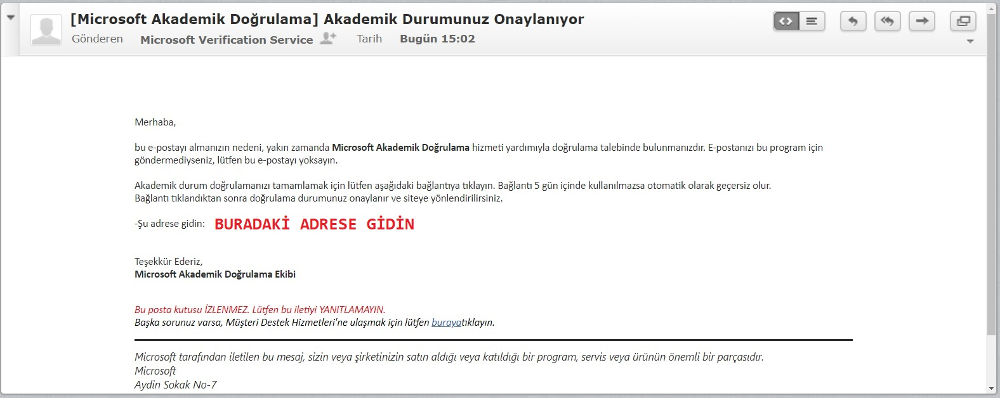 [Microsoft Akademik Doğrulama] Akademik Durumunuz Onaylanıyor
Gönderen Microsoft Verification Service Tarih Bugün 15:02
Merhaba,
bu e-postayı almanızın nedeni, yakın zamanda Microsoft Akademik Doğrulama hizmeti yardımıyla doğrulama talebinde bulunmanızdır. E-postanızı bu program için
göndermediyseniz, lütfen bu e-postayı yoksayın.
Akademik durum doğrulamanızı tamamlamak için lütfen aşağıdaki bağlantıya tıklayın. Bağlantı 5 gün içinde kullanılmazsa otomatik olarak geçersiz olur.
Bağlantı tıklandıktan sonra doğrulama durumunuz onaylanır ve siteye yönlendirilirsiniz.
-Şu adrese gidin: BURADAKİ ADRESE GİDİN
Teşekkür Ederiz,
Microsoft Akademik Doğrulama Ekibi
Bu posta kutusu İZLENMEZ. Lütfen bu iletiyi YANITLAMAYIN.
Başka sorunuz varsa, Müşteri Destek Hizmetleri'ne ulaşmak için lütfen burayatıklayın.
Microsoft tarafından iletilen bu mesaj, sizin veya şirketinizin satın aldığı veya katıldığı bir program, servis veya ürünün önemli bir parçasıdır.
Microsoft
Aydin Sokak No-7